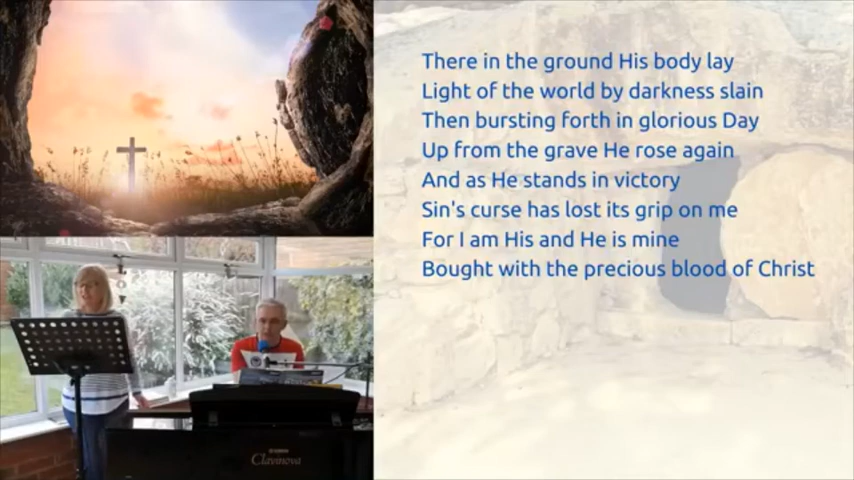 There in the ground His body lay
Light of the world by darkness slain
Then bursting forth in glorious Day
Up from the grave He rose again
And as He stands in victory
Sin's curse has lost its grip on me
For I am His and He is mine
Bought with the precious blood of Christ
YAMAHA
Clavinova